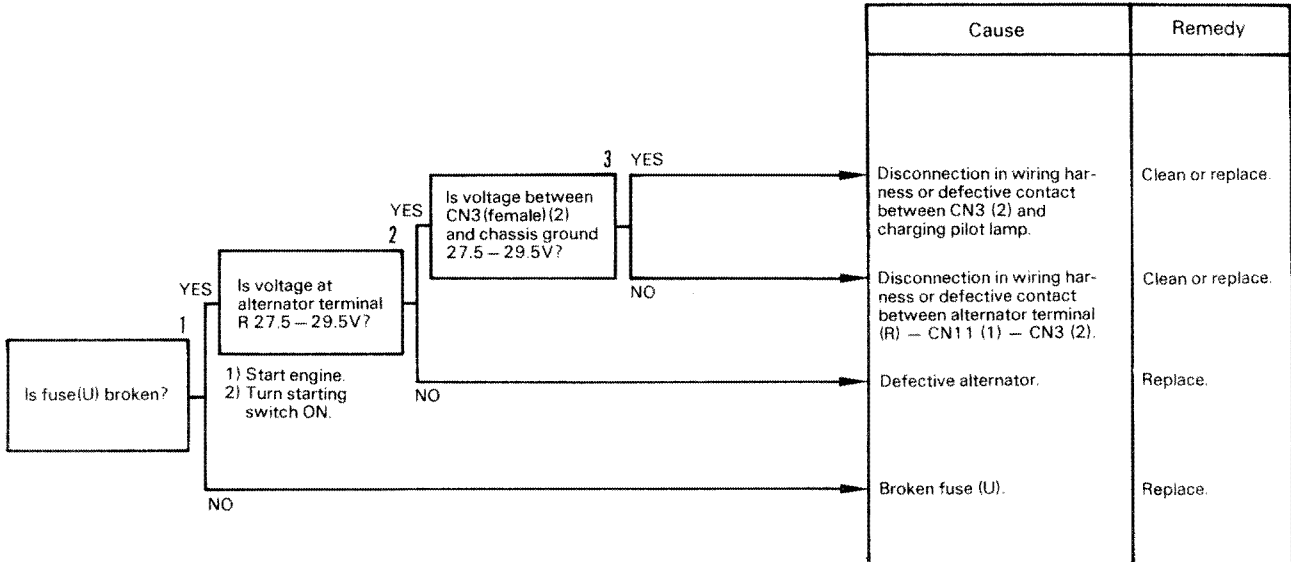 Cause
Remedy
3 YES
Is voltage between
CN3(female)(2)
and chassis ground
27.5 – 29.5V?
Disconnection in wiring har-
ness or defective contact
between CN3 (2) and
charging pilot lamp.
Clean or replace.
YES
2
NO
Disconnection in wiring har-
ness or defective contact
between alternator terminal
(R) – CN11 (1) – CN3 (2).
Clean or replace.
YES
1
Is voltage at
alternator terminal
R 27.5 – 29.5V?
1) Start engine.
2) Turn starting
switch ON.
NO
Defective alternator.
Replace.
Is fuse(U) broken?
NO
Broken fuse (U).
Replace.